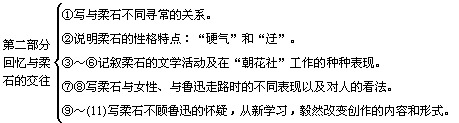 第二部分
回忆与柔
石的交往
①写与柔石不同寻常的关系。
②说明柔石的性格特点：“硬气”和“迂”。
③～⑥记叙柔石的文学活动及在“朝花社”工作的种种表现。
⑦⑧写柔石与女性、与鲁迅走路时的不同表现以及对人的看法。
⑨～(11)写柔石不顾鲁迅的怀疑，从新学习，毅然改变创作的内容和形式。